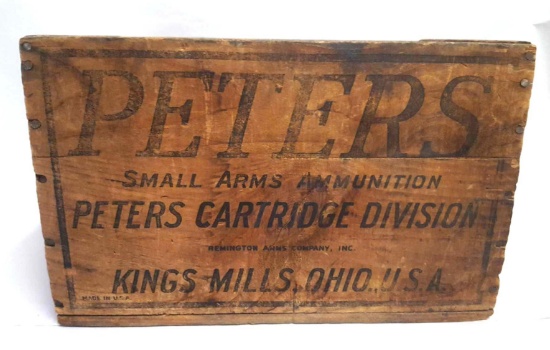 PETERS
SMALL ARMS AMMUNITION
PETERS CARTRIDGE DIVISION
REMINGTON ARMS COMPANY, INC.
KINGS MILLS, OHIO., U.S.A.
MADE IN U.S.A.